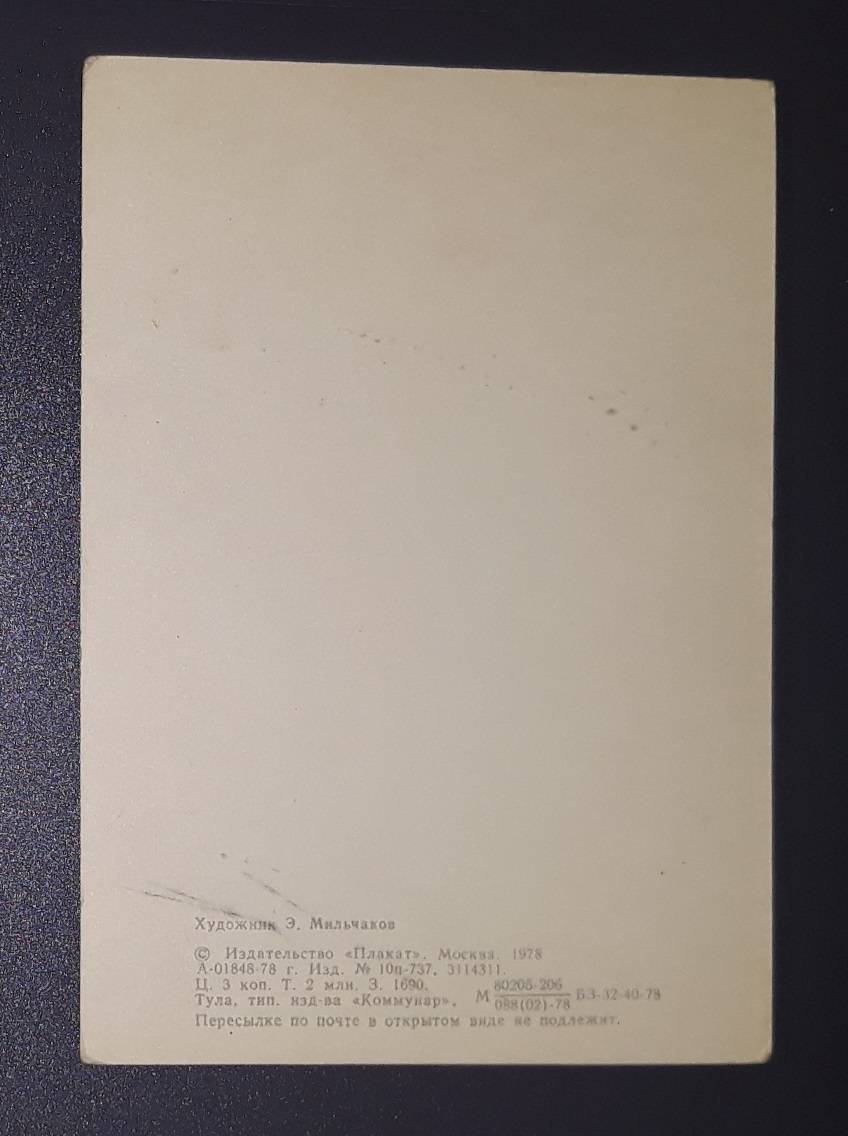 Художник Э. Мильчаков
© Издательство «Плакат». Москва. 1978
А-01848-78 г. Изд. № 10п-737. 3114311.
Ц. 3 коп. Т. 2 млн. З. 1690.
Тула, тип. изд-ва «Коммунар». М 80205-206/088(02)-78 БЗ-32-40-78
Пересылке по почте в открытом виде не подлежит.